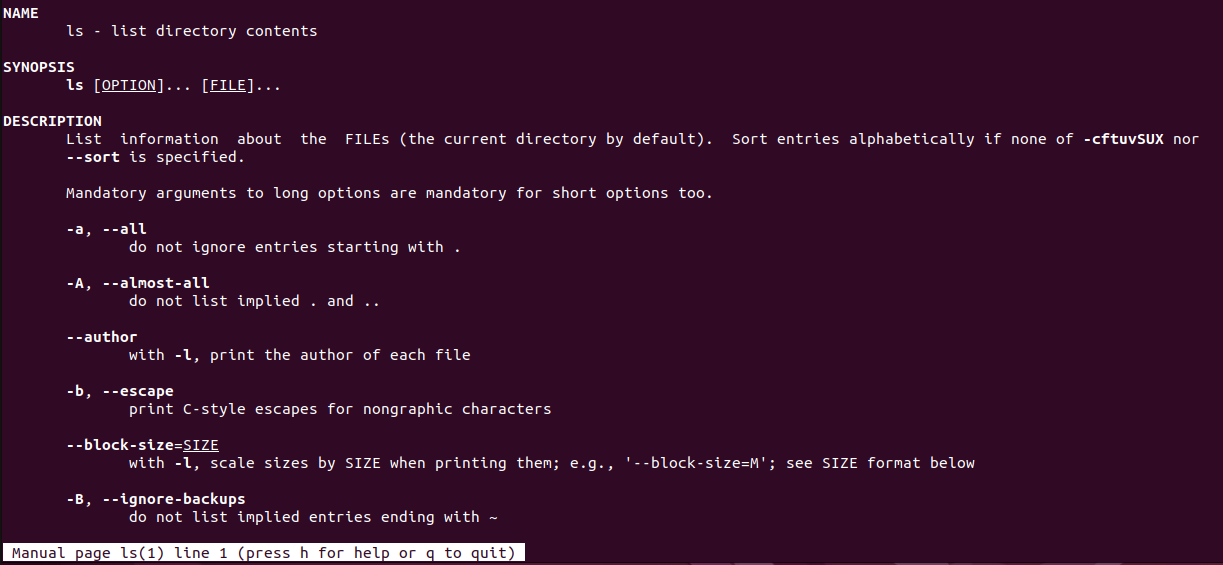 NAME
ls - list directory contents
SYNOPSIS
ls [OPTION]... [FILE]...
DESCRIPTION
List  information  about  the  FILEs (the current directory by default).  Sort entries alphabetically if none of -cftuvSUX nor
--sort is specified.
Mandatory arguments to long options are mandatory for short options too.
-a, --all
do not ignore entries starting with .
-A, --almost-all
do not list implied . and ..
--author
with -l, print the author of each file
-b, --escape
print C-style escapes for nongraphic characters
--block-size=SIZE
with -l, scale sizes by SIZE when printing them; e.g., '--block-size=M'; see SIZE format below
-B, --ignore-backups
do not list implied entries ending with ~
Manual page ls(1) line 1 (press h for help or q to quit)